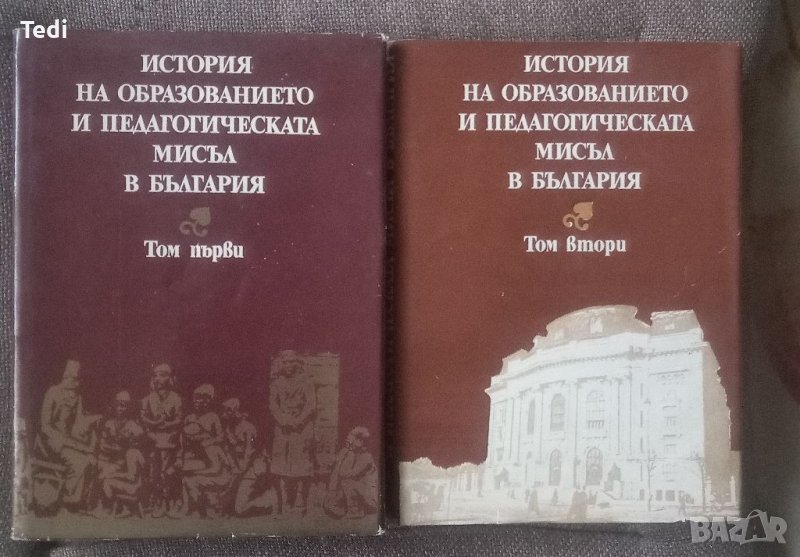 Tedi
ИСТОРИЯ
НА ОБРАЗОВАНИЕТО
И ПЕДАГОГИЧЕСКАТА
МИСЪЛ
В БЪЛГАРИЯ
Том първи
ИСТОРИЯ
НА ОБРАЗОВАНИЕТО
И ПЕДАГОГИЧЕСКАТА
МИСЪЛ
В БЪЛГАРИЯ
Том втори
BAZAR